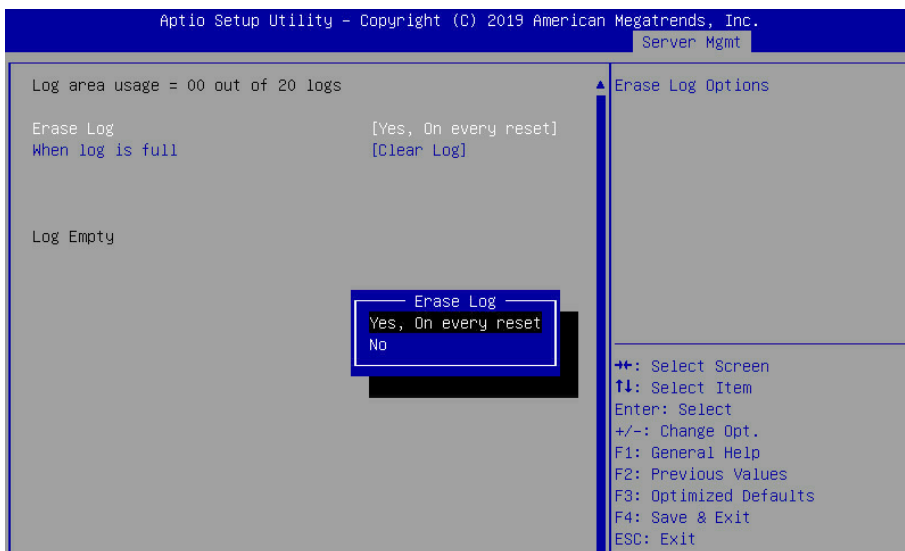 Aptio Setup Utility – Copyright (C) 2019 American Megatrends, Inc.
Server Mgmt
Log area usage = 00 out of 20 logs
Erase Log [Yes, On every reset]
When log is full [Clear Log]
Log Empty
Erase Log
Yes, On every reset
No
Erase Log Options
→←: Select Screen
↑↓: Select Item
Enter: Select
+/-: Change Opt.
F1: General Help
F2: Previous Values
F3: Optimized Defaults
F4: Save & Exit
ESC: Exit